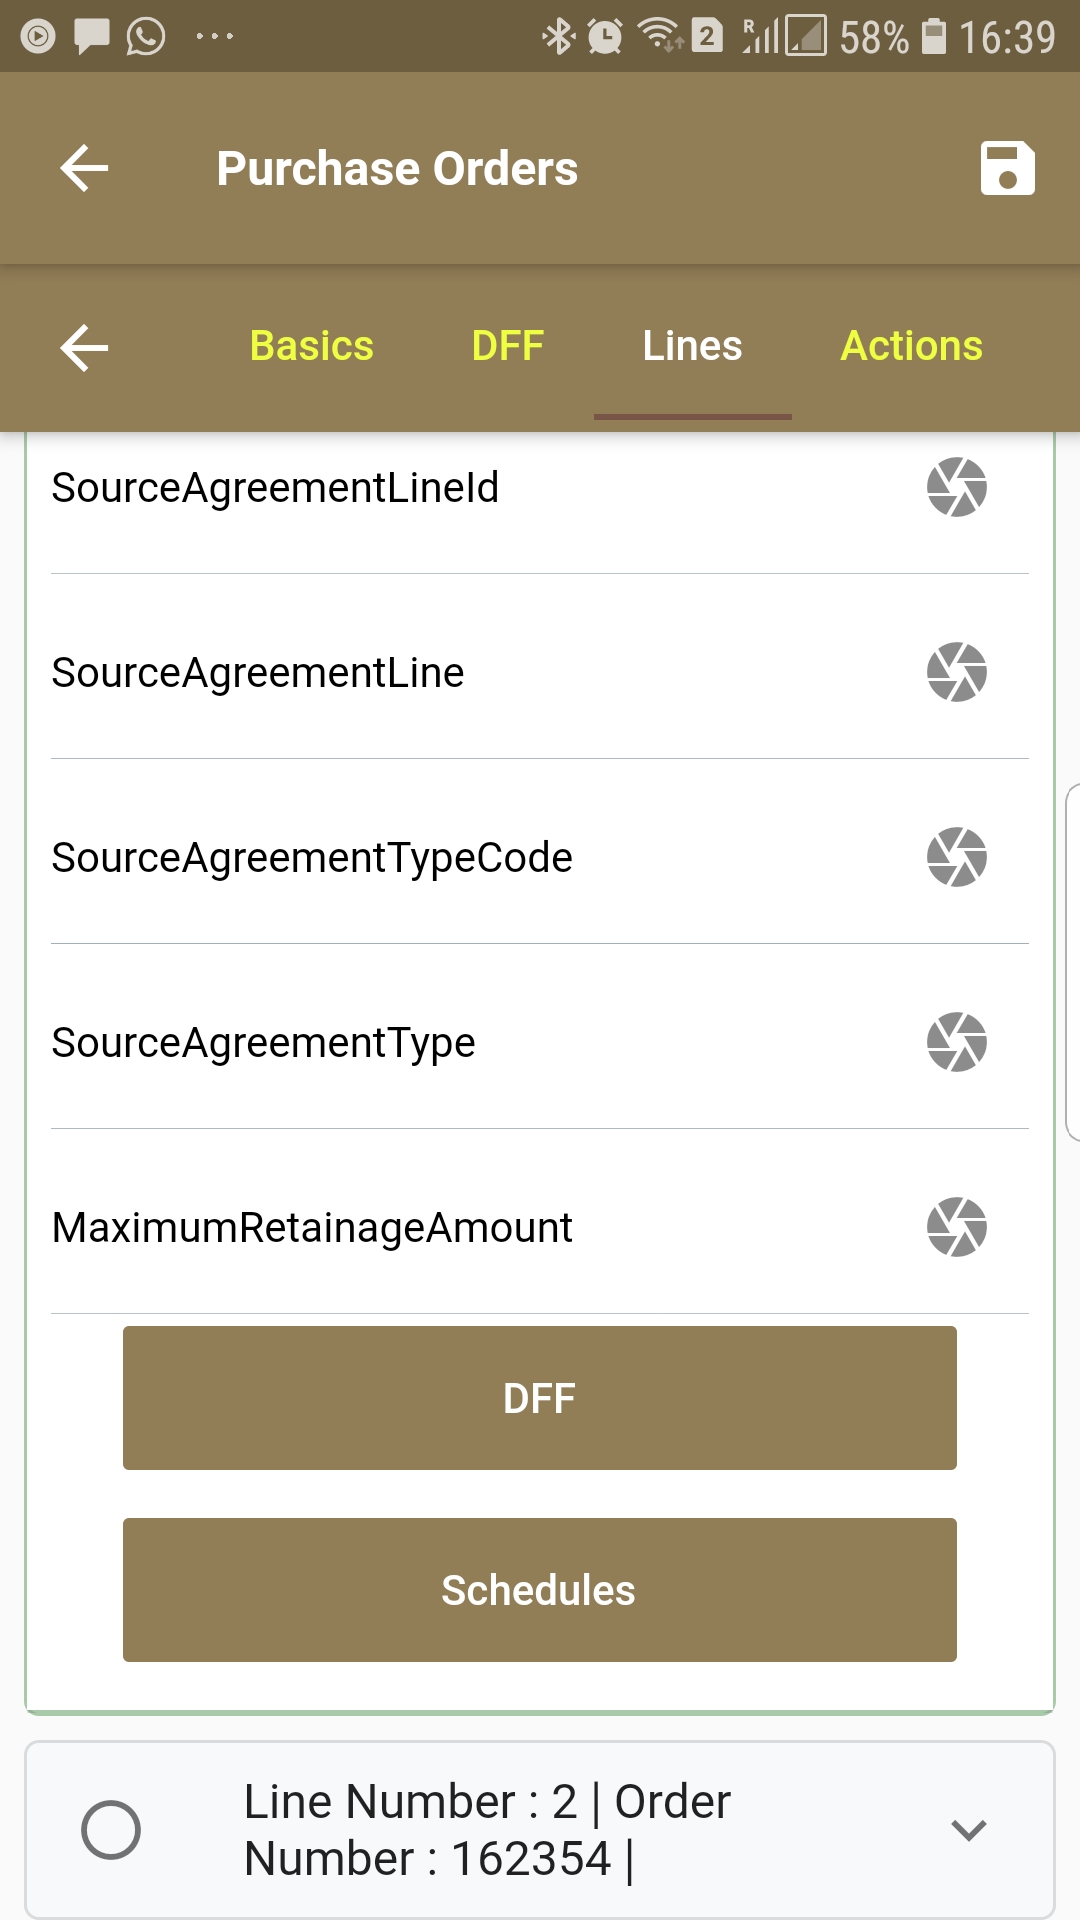 2 R 58% 16:39
Purchase Orders
Basics DFF Lines Actions
SourceAgreementLineId
SourceAgreementLine
SourceAgreementTypeCode
SourceAgreementType
MaximumRetainageAmount
DFF
Schedules
Line Number : 2 | Order
Number : 162354 |